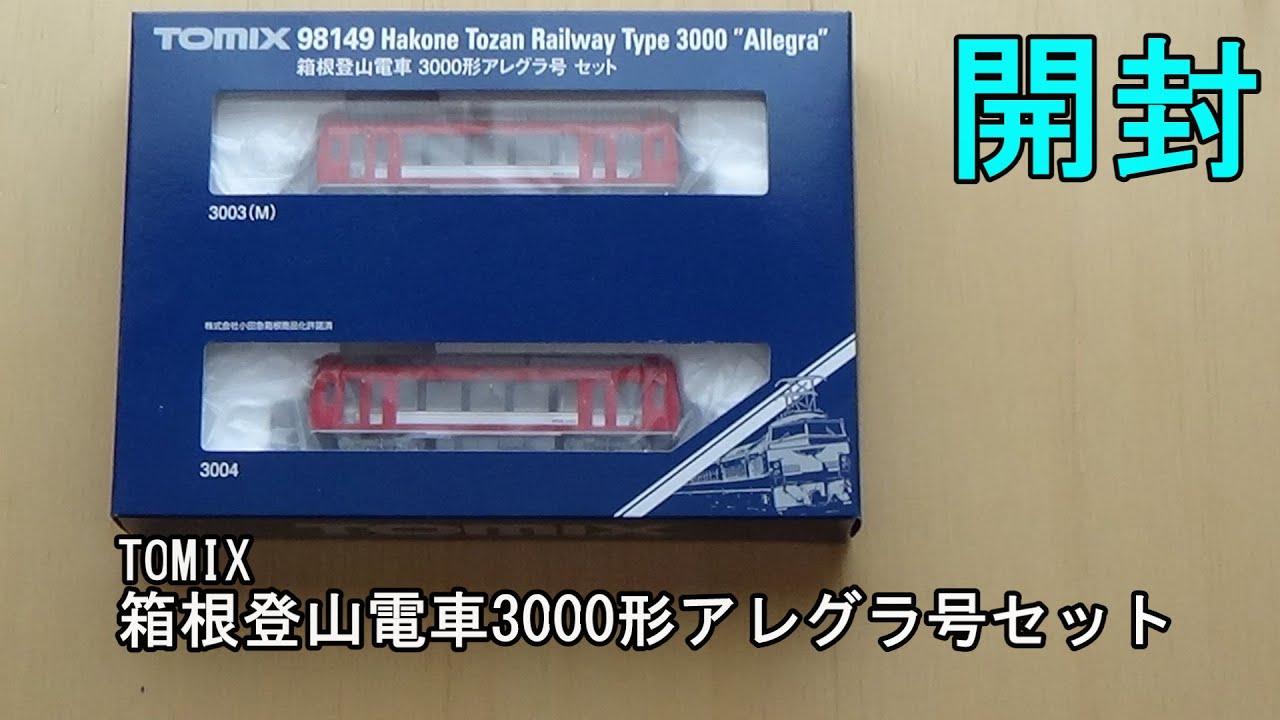 TOMIX 98149 Hakone Tozan Railway Type 3000 "Allegra"
箱根登山電車 3000形アレグラ号 セット
開封
3003(M)
株式会社小田急箱根商品化許諾済
3004
TOMIX
TOMIX
箱根登山電車3000形アレグラ号セット